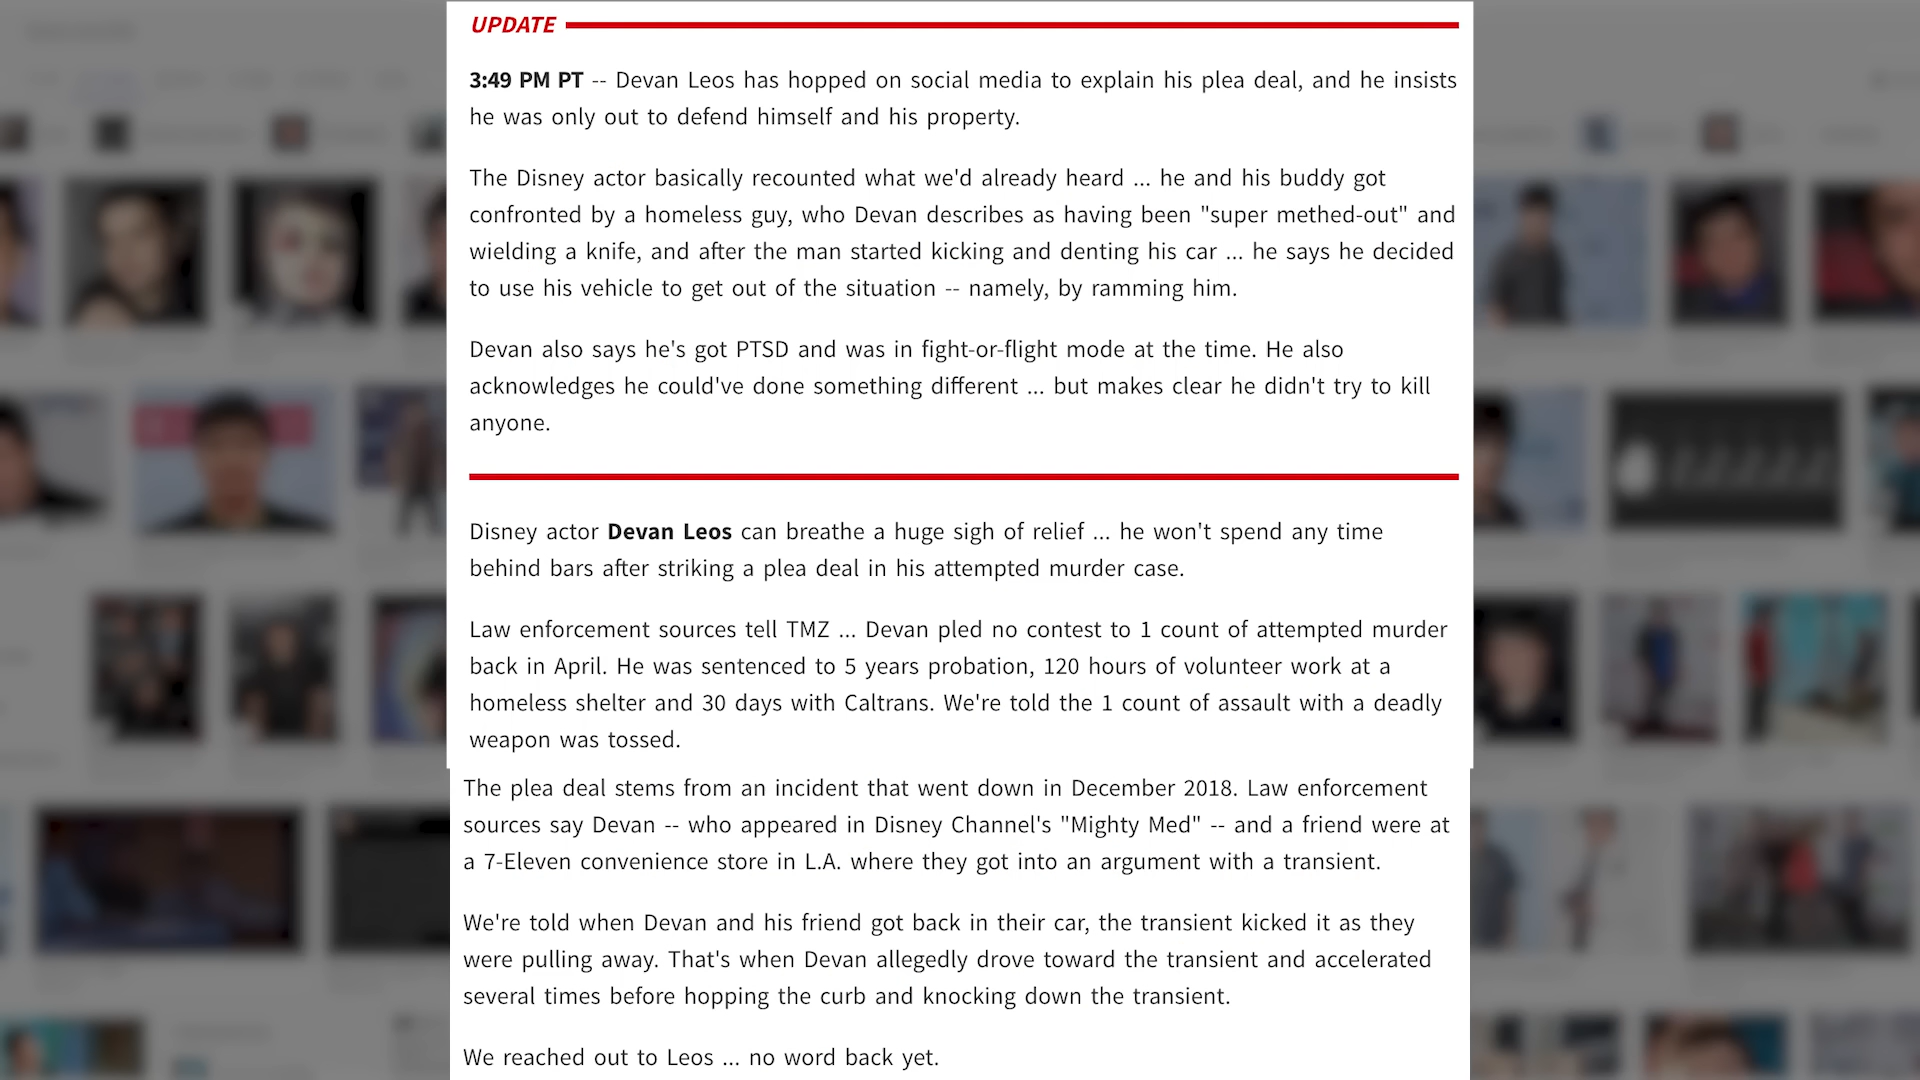 UPDATE
3:49 PM PT -- Devan Leos has hopped on social media to explain his plea deal, and he insists
he was only out to defend himself and his property.
The Disney actor basically recounted what we'd already heard ... he and his buddy got
confronted by a homeless guy, who Devan describes as having been "super methed-out" and
wielding a knife, and after the man started kicking and denting his car ... he says he decided
to use his vehicle to get out of the situation -- namely, by ramming him.
Devan also says he's got PTSD and was in fight-or-flight mode at the time. He also
acknowledges he could've done something different ... but makes clear he didn't try to kill
anyone.
Disney actor Devan Leos can breathe a huge sigh of relief ... he won't spend any time
behind bars after striking a plea deal in his attempted murder case.
Law enforcement sources tell TMZ ... Devan pled no contest to 1 count of attempted murder
back in April. He was sentenced to 5 years probation, 120 hours of volunteer work at a
homeless shelter and 30 days with Caltrans. We're told the 1 count of assault with a deadly
weapon was tossed.
The plea deal stems from an incident that went down in December 2018. Law enforcement
sources say Devan -- who appeared in Disney Channel's "Mighty Med" -- and a friend were at
a 7-Eleven convenience store in L.A. where they got into an argument with a transient.
We're told when Devan and his friend got back in their car, the transient kicked it as they
were pulling away. That's when Devan allegedly drove toward the transient and accelerated
several times before hopping the curb and knocking down the transient.
We reached out to Leos ... no word back yet.